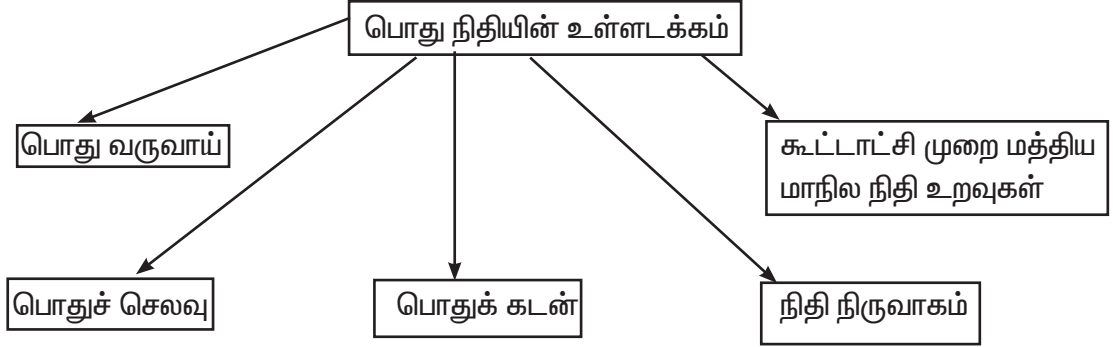 பொது நிதியின் உள்ளடக்கம்
பொது வருவாய்
கூட்டாட்சி முறை மத்திய
மாநில நிதி உறவுகள்
பொதுச் செலவு
பொதுக் கடன்
நிதி நிருவாகம்